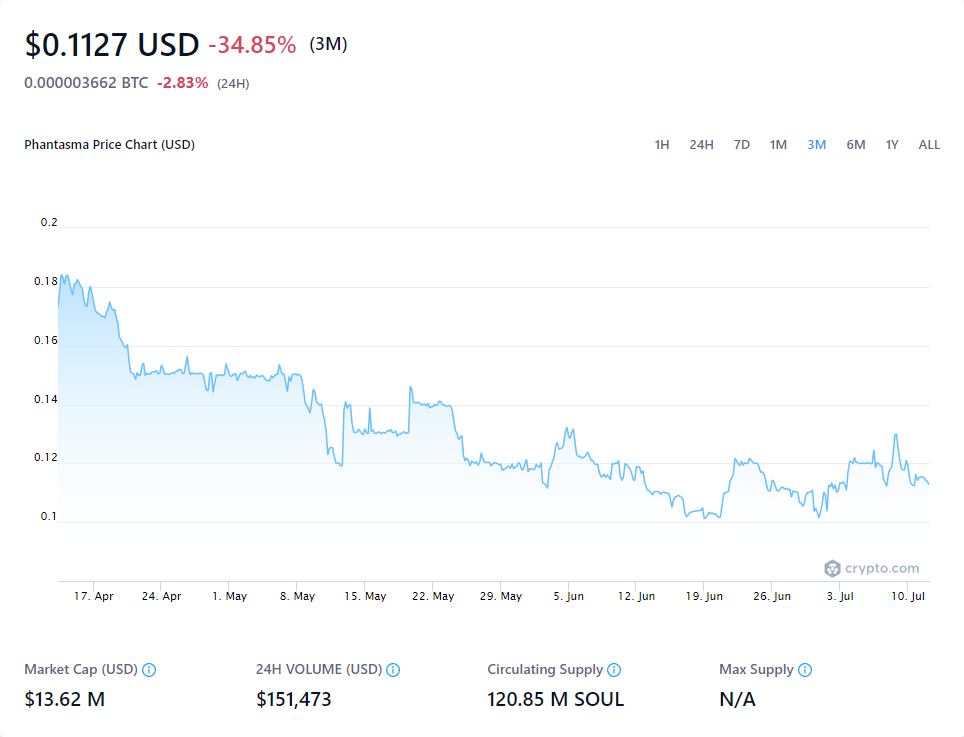 $0.1127 USD -34.85% (3M)
0.000003662 BTC -2.83% (24H)
Phantasma Price Chart (USD) 1H 24H 7D 1M 3M 6M 1Y ALL
0.2
0.18
0.16
0.14
0.12
0.1
crypto.com
17. Apr 24. Apr 1. May 8. May 15. May 22. May 29. May 5. Jun 12. Jun 19. Jun 26. Jun 3. Jul 10. Jul
Market Cap (USD) 24H VOLUME (USD) Circulating Supply Max Supply
$13.62 M $151,473 120.85 M SOUL N/A